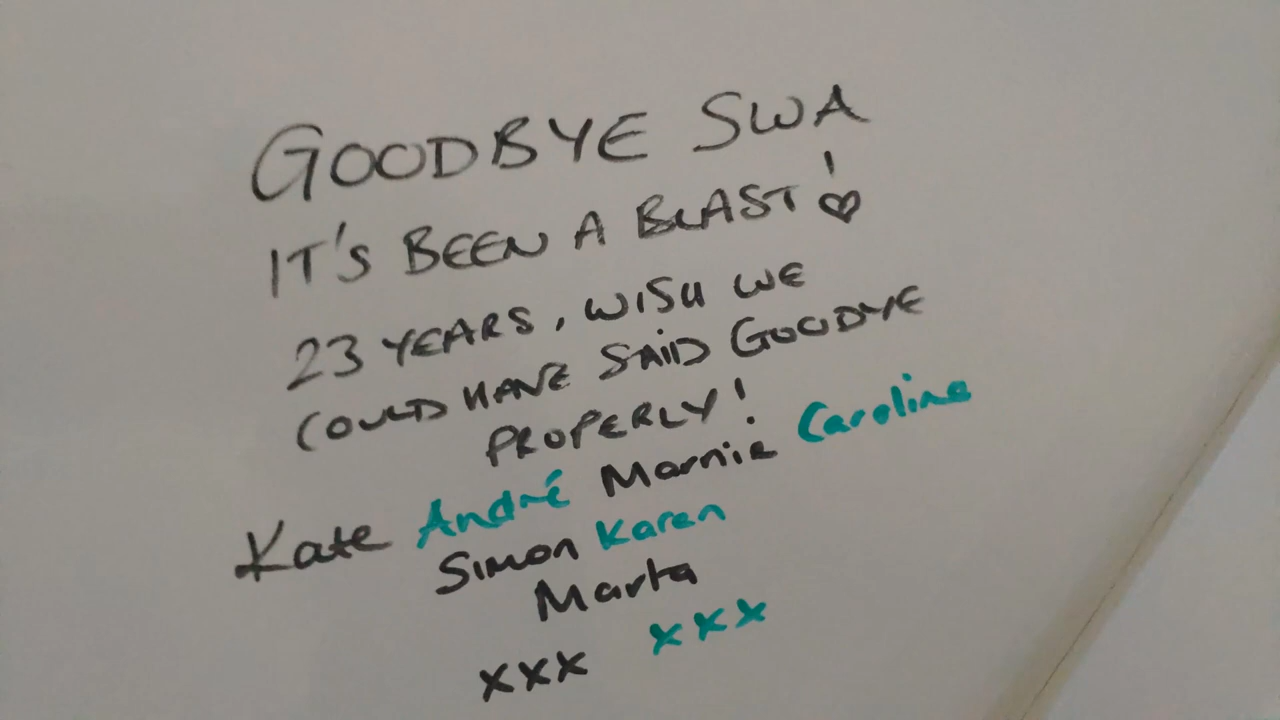 GOODBYE SWA
IT'S BEEN A BLAST! ♡
23 YEARS, WISH WE
COULD HAVE SAID GOODBYE
PROPERLY!
Kate André Marnie Caroline
Simon Karen
Marta
xxx xxx